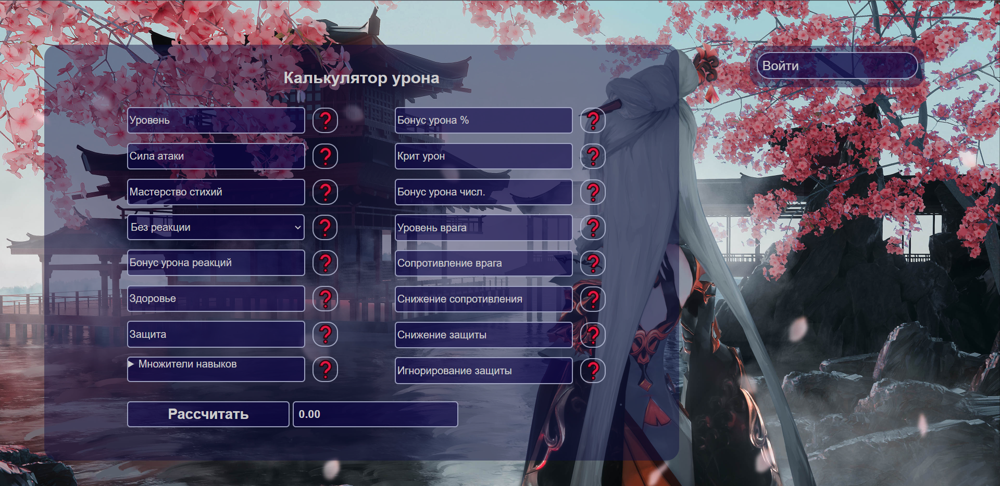 Войти
Калькулятор урона
Уровень
Бонус урона %
Сила атаки
Крит урон
Мастерство стихий
Бонус урона числ.
Без реакции
Уровень врага
Бонус урона реакций
Сопротивление врага
Здоровье
Снижение сопротивления
Защита
Снижение защиты
Множители навыков
Игнорирование защиты
Рассчитать
0.00